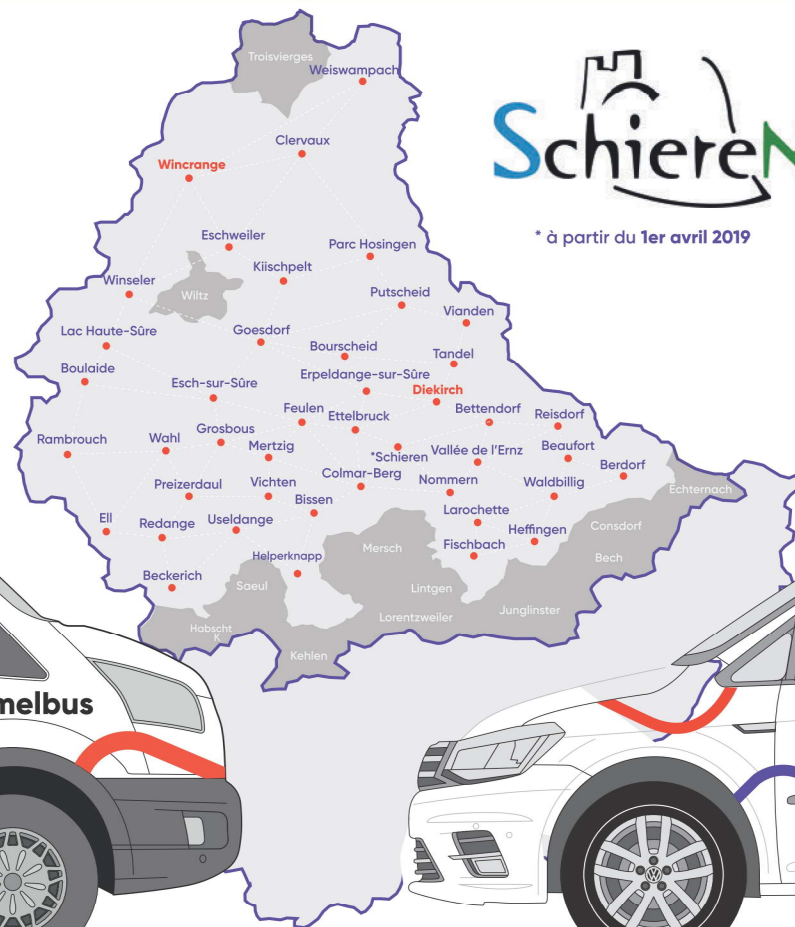 Troisvierges
Weiswampach
Clervaux
Wincrange
SchiereN
* à partir du 1er avril 2019
Eschweiler
Parc Hosingen
Kiischpelt
Winseler
Wiltz
Putscheid
Vianden
Lac Haute-Sûre
Goesdorf
Bourscheid
Tandel
Boulaide
Esch-sur-Sûre
Erpeldange-sur-Sûre
Diekirch
Feulen
Ettelbruck
Bettendorf
Reisdorf
Rambrouch
Wahl
Grosbous
Mertzig
*Schieren
Vallée de l'Ernz
Beaufort
Berdorf
Colmar-Berg
Preizerdaul
Vichten
Nommern
Waldbillig
Echternach
Bissen
Ell
Redange
Useldange
Larochette
Heffingen
Consdorf
Helperknapp
Mersch
Fischbach
Bech
Beckerich
Saeul
Lintgen
Junglinster
Lorentzweiler
Habscht
K
Kehlen
melbus